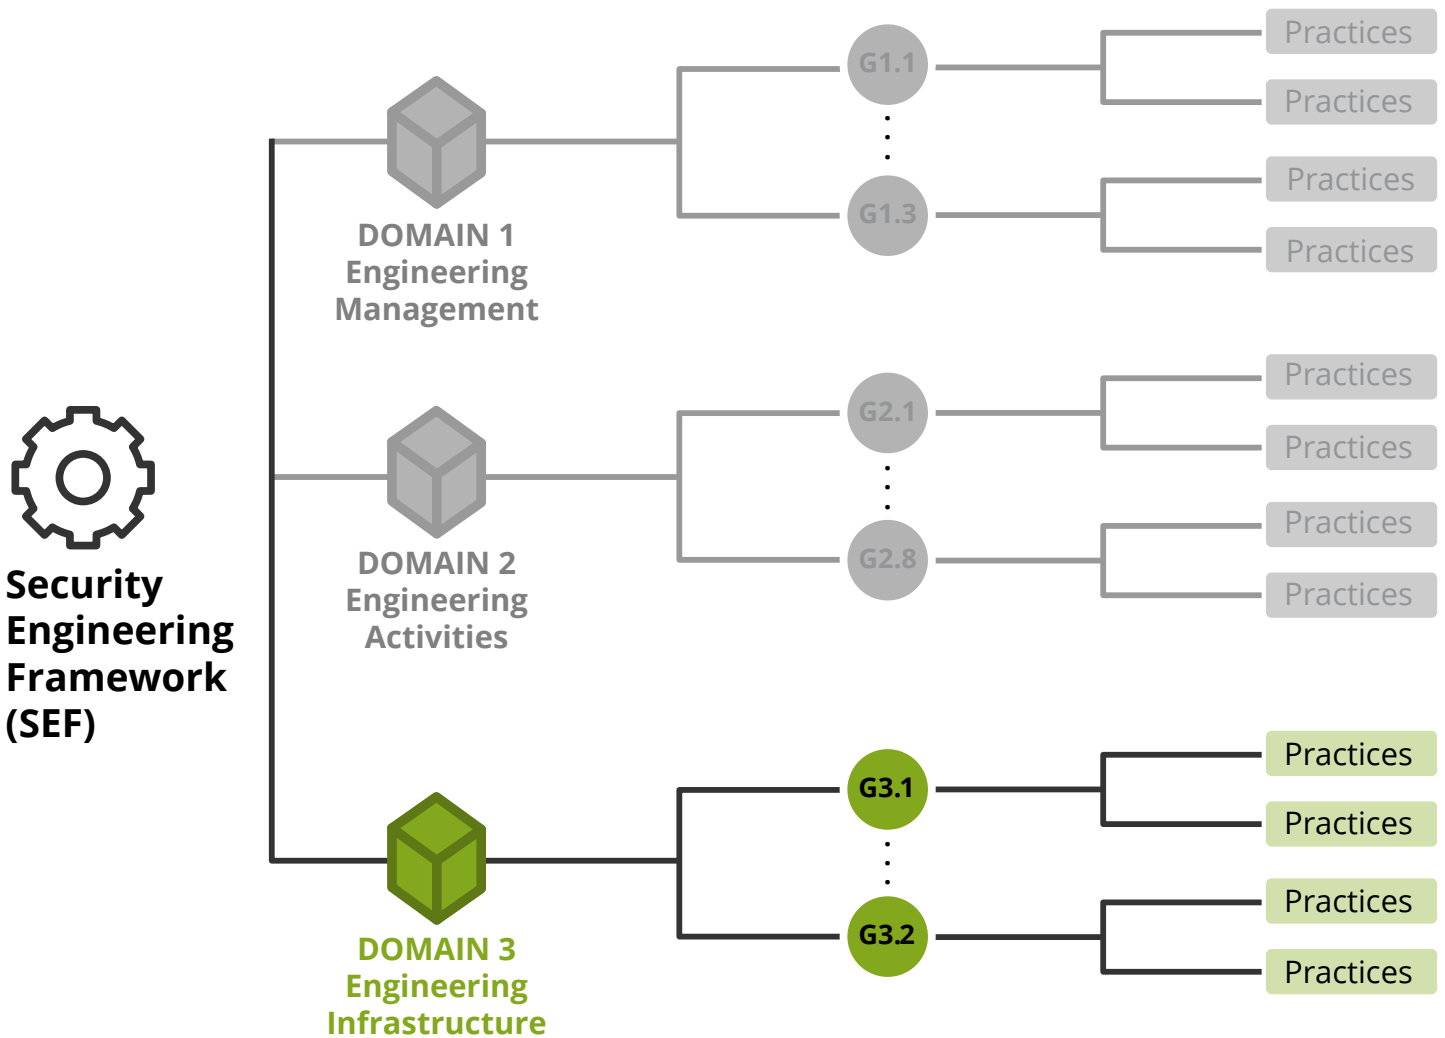 Security
Engineering
Framework
(SEF)
DOMAIN 1
Engineering
Management
G1.1
Practices
Practices
G1.3
Practices
Practices
DOMAIN 2
Engineering
Activities
G2.1
Practices
Practices
G2.8
Practices
Practices
DOMAIN 3
Engineering
Infrastructure
G3.1
Practices
Practices
G3.2
Practices
Practices